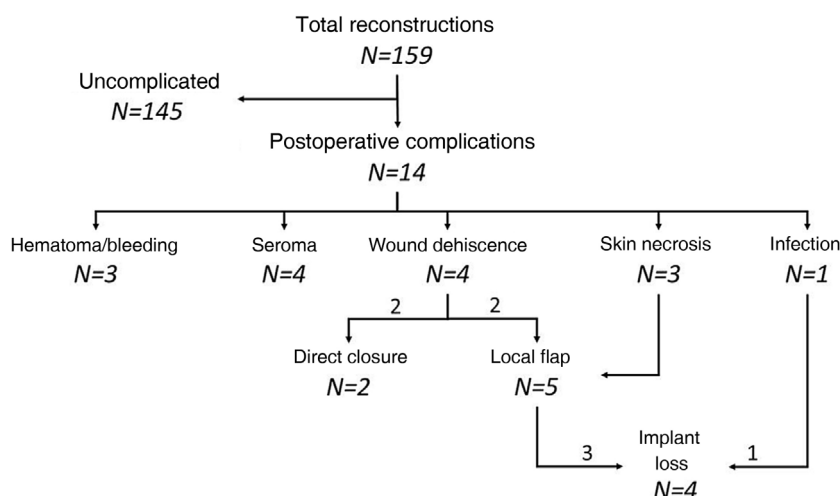 Total reconstructions
N=159
Uncomplicated
N=145
Postoperative complications
N=14
Hematoma/bleeding
N=3
Seroma
N=4
Wound dehiscence
N=4
Skin necrosis
N=3
Infection
N=1
2
2
Direct closure
N=2
Local flap
N=5
3
Implant
loss
N=4
1